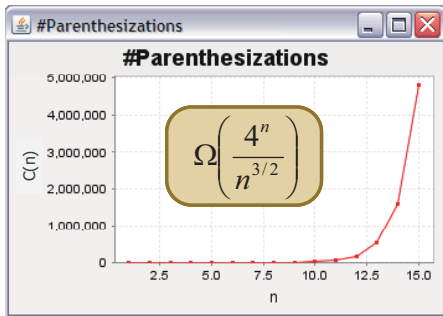 #Parenthesizations
#Parenthesizations
5,000,000
4,000,000
3,000,000
2,000,000
1,000,000
0
C(n)
Ω(4ⁿ / n^{3/2})
2.5 5.0 7.5 10.0 12.5 15.0
n